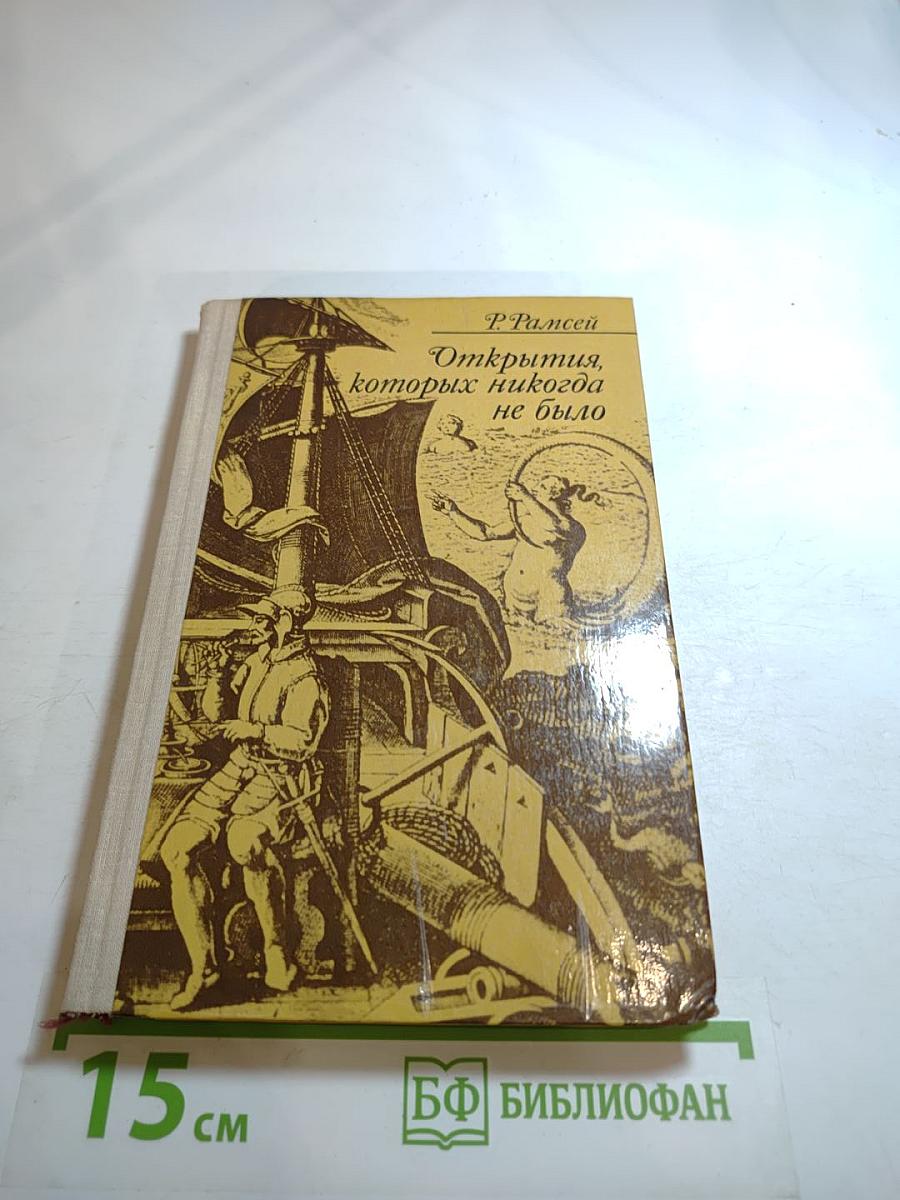 Р. Рамсей
Открытия,
которых никогда
не было
15 см
БФ БИБЛИОФАН